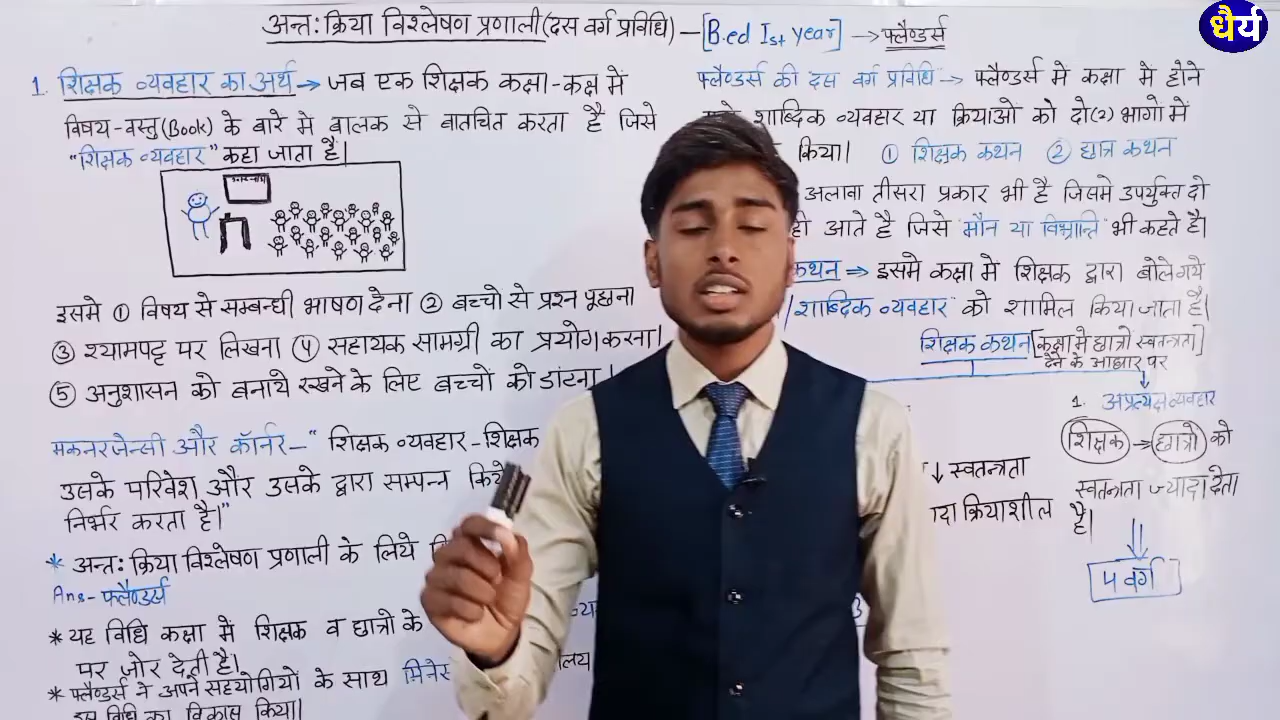 अन्त: क्रिया विश्लेषण प्रणाली (दस वर्ग प्रविधि) — [B.ed Ist year] → फ्लैण्डर्स
धैर्य
1. शिक्षक व्यवहार का अर्थ → जब एक शिक्षक कक्षा-कक्ष में
विषय-वस्तु (Book) के बारे मे बालक से बातचित करता है जिसे
"शिक्षक व्यवहार" कहा जाता है।
इसमे ① विषय से सम्बन्धी भाषण देना ② बच्चो से प्रश्न पूछना
③ श्यामपट्ट पर लिखना ④ सहायक सामग्री का प्रयोग करना।
⑤ अनुशासन को बनाये रखने के लिए बच्चों को डांटना।
मकनरजेन्सी और कॉर्नर – " शिक्षक व्यवहार - शिक्षक
उसके परिवेश और उसके द्वारा सम्पन्न किये
निर्भर करता है।"
* अन्त: क्रिया विश्लेषण प्रणाली के लिये
Ans - फ्लैण्डर्स
* यह विधि कक्षा मे शिक्षक व छात्रो के
पर जोर देती है।
* फ्लैण्डर्स ने अपने सहयोगियों के साथ मिनेस
इस विधि का विकास किया।
फ्लैण्डर्स की दस वर्ग प्रविधि → फ्लैण्डर्स में कक्षा में होने
शाब्दिक व्यवहार या क्रियाओ को दो(2) भागो में
किया। ① शिक्षक कथन ② छात्र कथन
अलावा तीसरा प्रकार भी है जिसमे उपर्युक्त दो
आते है जिसे "मौन या विभ्रान्ति" भी कहते है।
कथन ⇒ इसमे कक्षा मे शिक्षक द्वारा बोले गये
शाब्दिक व्यवहार" को शामिल किया जाता है।
शिक्षक कथन [कक्षा मे छात्रो स्वतन्त्रता]
देने के आधार पर
1. अप्रत्यक्ष व्यवहार
शिक्षक → छात्रो को
स्वतन्त्रता ज्यादा देता
है।
4 वर्ग
↓ स्वतन्त्रता
क्रियाशील